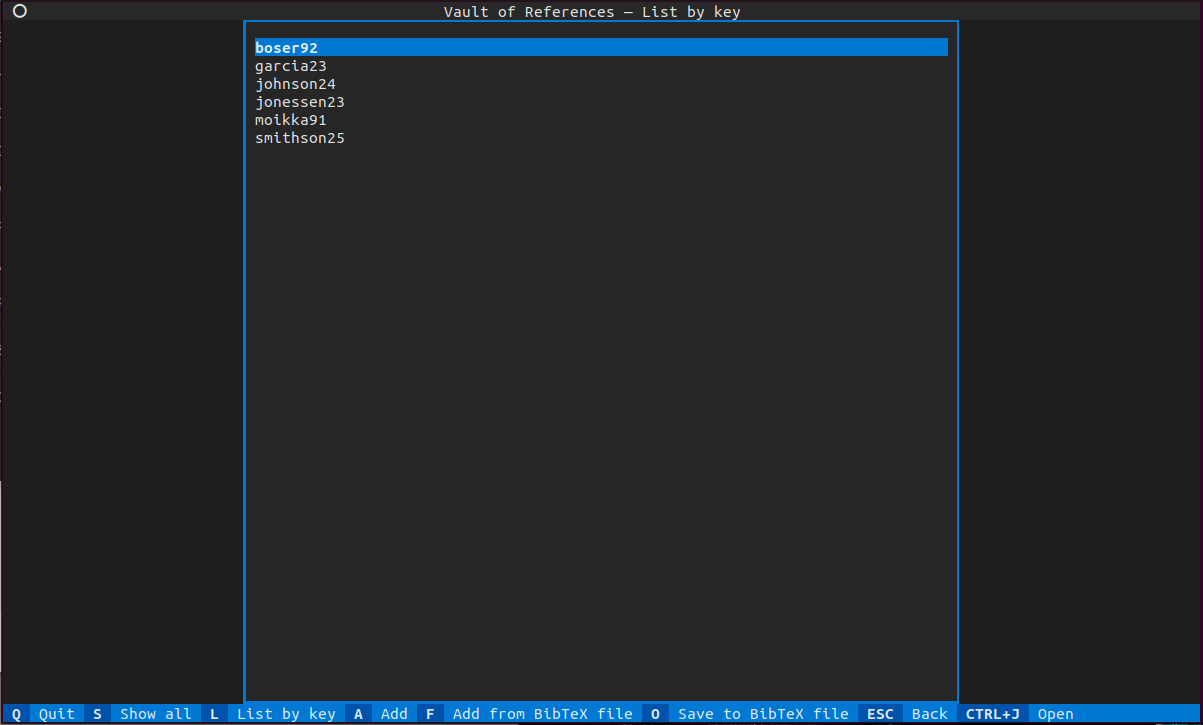 Vault of References — List by key
boser92
garcia23
johnson24
jonessen23
moikka91
smithson25
Q Quit S Show all L List by key A Add F Add from BibTeX file O Save to BibTeX file ESC Back CTRL+J Open